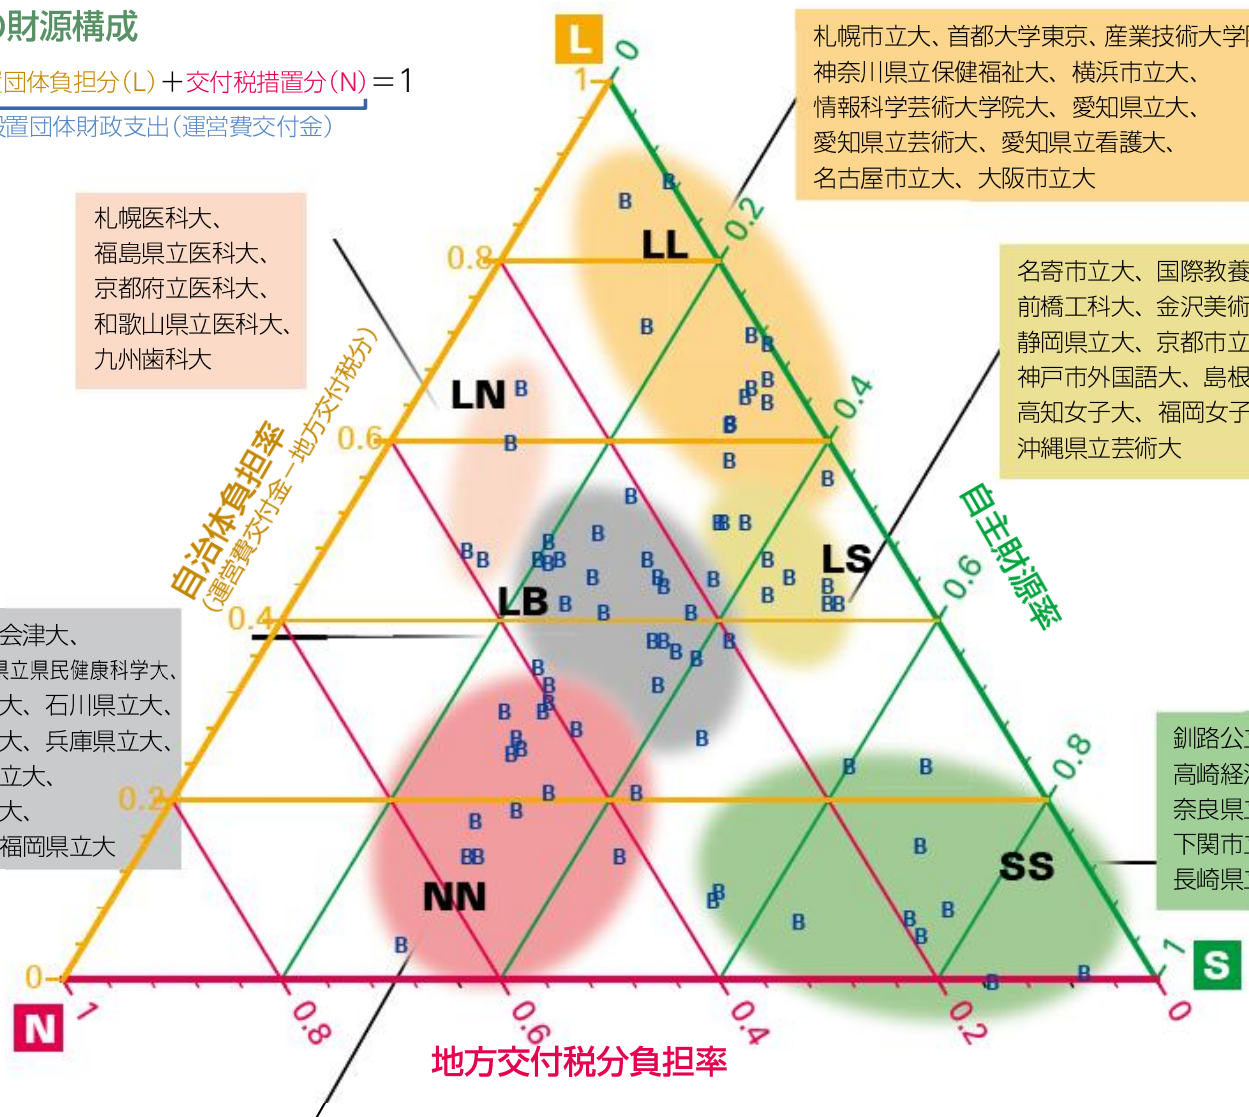 の財源構成
団体負担分(L)+交付税措置分(N)=1
設置団体財政支出(運営費交付金)
L
札幌市立大、首都大学東京、産業技術大学院
神奈川県立保健福祉大、横浜市立大、
情報科学芸術大学院大、愛知県立大、
愛知県立芸術大、愛知県立看護大、
名古屋市立大、大阪市立大
札幌医科大、
福島県立医科大、
京都府立医科大、
和歌山県立医科大、
九州歯科大
名寄市立大、国際教養
前橋工科大、金沢美術
静岡県立大、京都市立
神戸市外国語大、島根
高知女子大、福岡女子
沖縄県立芸術大
会津大、
県立県民健康科学大、
大、石川県立大、
大、兵庫県立大、
立大、
大、
福岡県立大
釧路公立
高崎経済
奈良県立
下関市立
長崎県立
自治体負担率
(運営費交付金-地方交付税分)
自主財源率
地方交付税分負担率
LL
LN
LS
LB
NN
SS
N
S
1
0.8
0.6
0.4
0.2
0
0
0.2
0.4
0.6
0.8
1
1
0.8
0.6
0.4
0.2
0